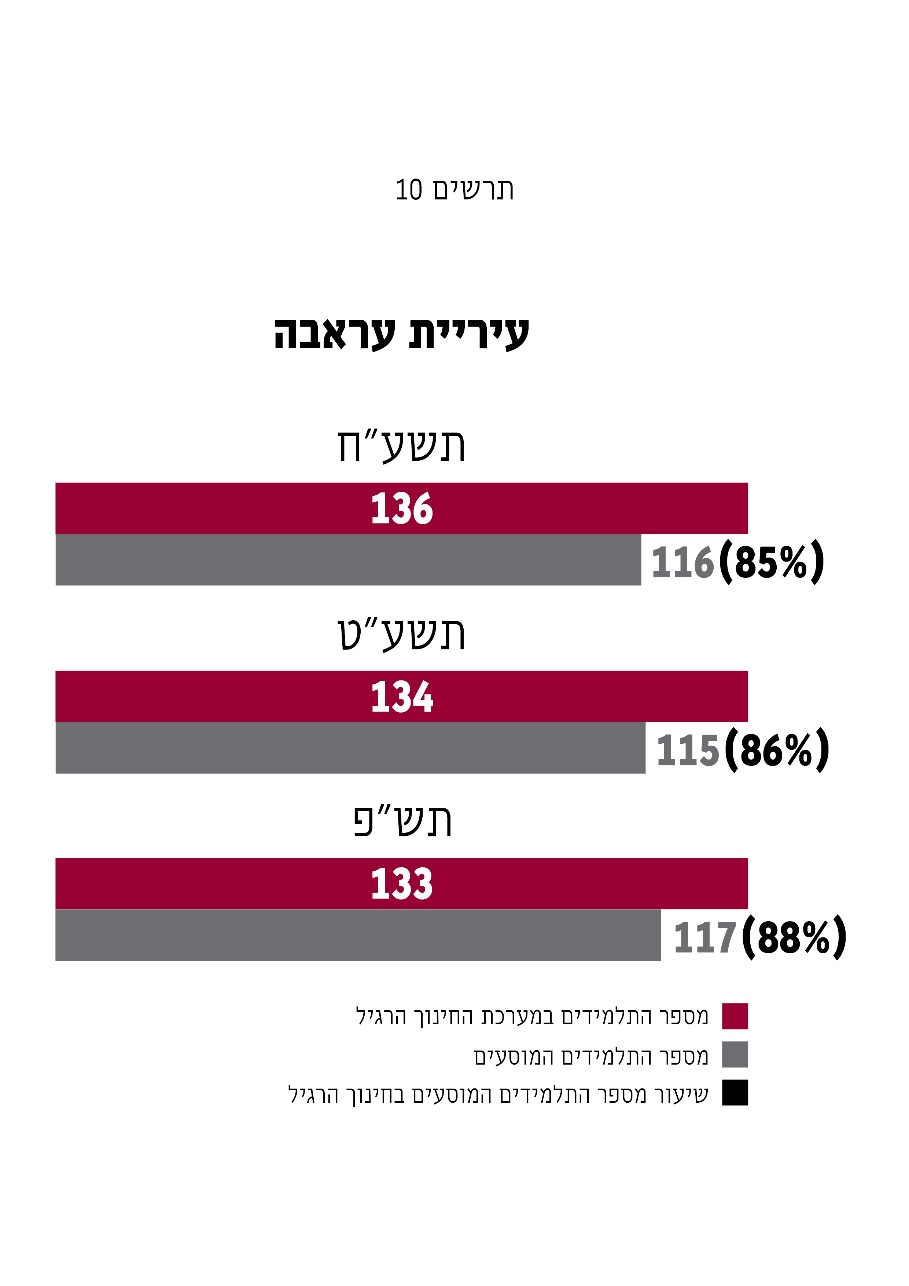 תרשים 10
עיריית עראבה
תשע״ח
136
116 (85%)
תשע״ט
134
115 (86%)
תש״פ
133
117 (88%)
מספר התלמידים במערכת החינוך הרגיל
מספר התלמידים המוסעים
שיעור מספר התלמידים המוסעים בחינוך הרגיל